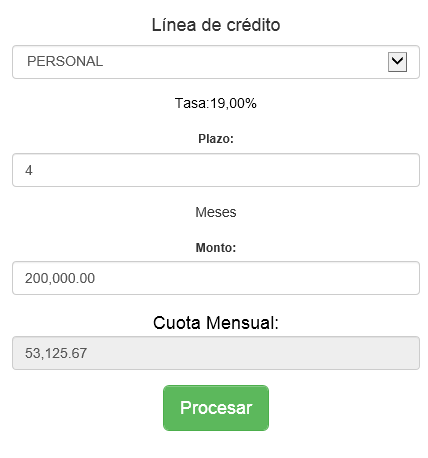 Línea de crédito
PERSONAL
Tasa:19,00%
Plazo:
4
Meses
Monto:
200,000.00
Cuota Mensual:
53,125.67
Procesar